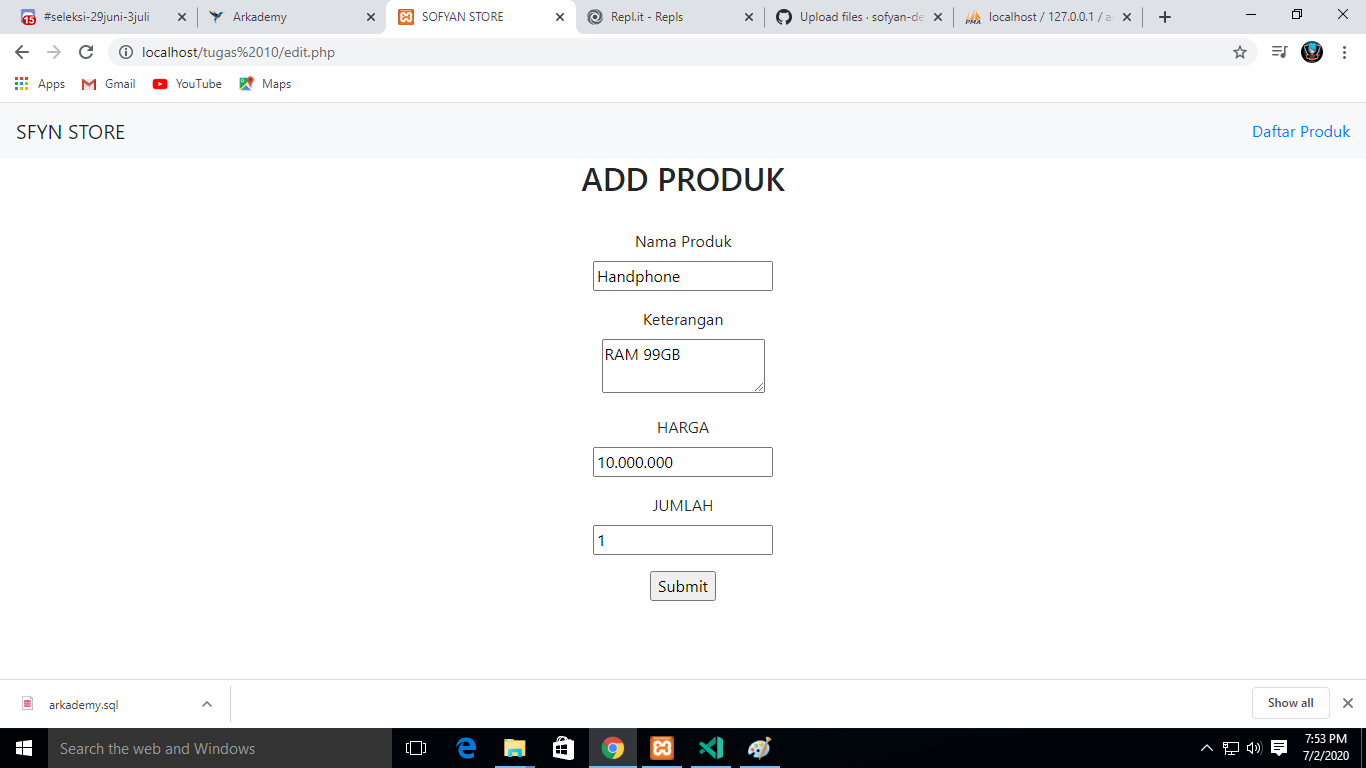 #seleksi-29juni-3juli
Arkademy
SOFYAN STORE
Repl.it - Repls
Upload files · sofyan-de
localhost / 127.0.0.1 / a
15
PMA
localhost/tugas%2010/edit.php
Apps
Gmail
YouTube
Maps
SFYN STORE
Daftar Produk
ADD PRODUK
Nama Produk
Handphone
Keterangan
RAM 99GB
HARGA
10.000.000
JUMLAH
1
Submit
arkademy.sql
Show all
Search the web and Windows
7:53 PM
7/2/2020